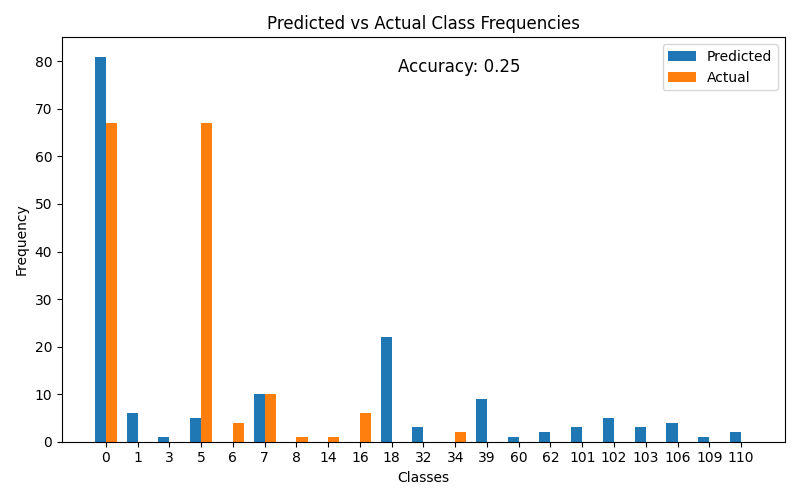 Predicted vs Actual Class Frequencies
Accuracy: 0.25
Predicted
Actual
Frequency
80
70
60
50
40
30
20
10
0
0 1 3 5 6 7 8 14 16 18 32 34 39 60 62 101 102 103 106 109 110
Classes